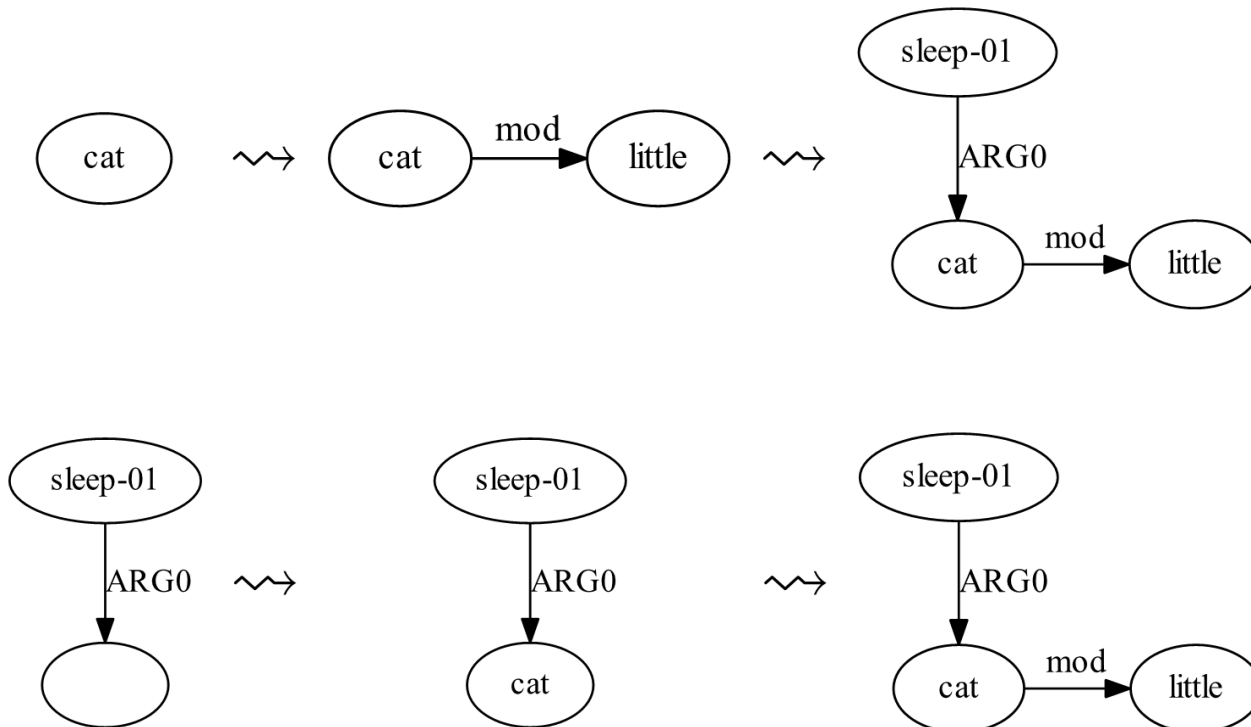 sleep-01
cat cat mod little ARG0
cat mod little
sleep-01 sleep-01 sleep-01
ARG0 ARG0 ARG0
cat cat mod little